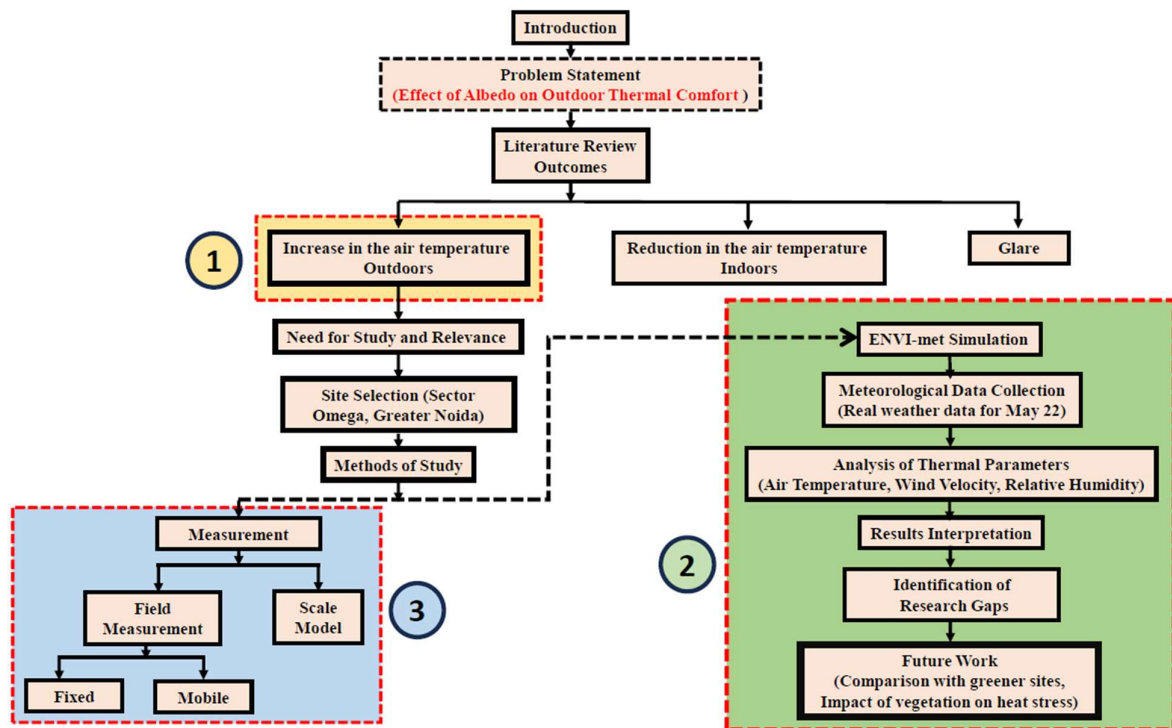 Introduction
Problem Statement
(Effect of Albedo on Outdoor Thermal Comfort )
Literature Review
Outcomes
1
Increase in the air temperature
Outdoors
Reduction in the air temperature
Indoors
Glare
Need for Study and Relevance
Site Selection (Sector
Omega, Greater Noida)
Methods of Study
Measurement
Field
Measurement
Scale
Model
Fixed
Mobile
3
2
ENVI-met Simulation
Meteorological Data Collection
(Real weather data for May 22)
Analysis of Thermal Parameters
(Air Temperature, Wind Velocity, Relative Humidity)
Results Interpretation
Identification of
Research Gaps
Future Work
(Comparison with greener sites,
Impact of vegetation on heat stress)